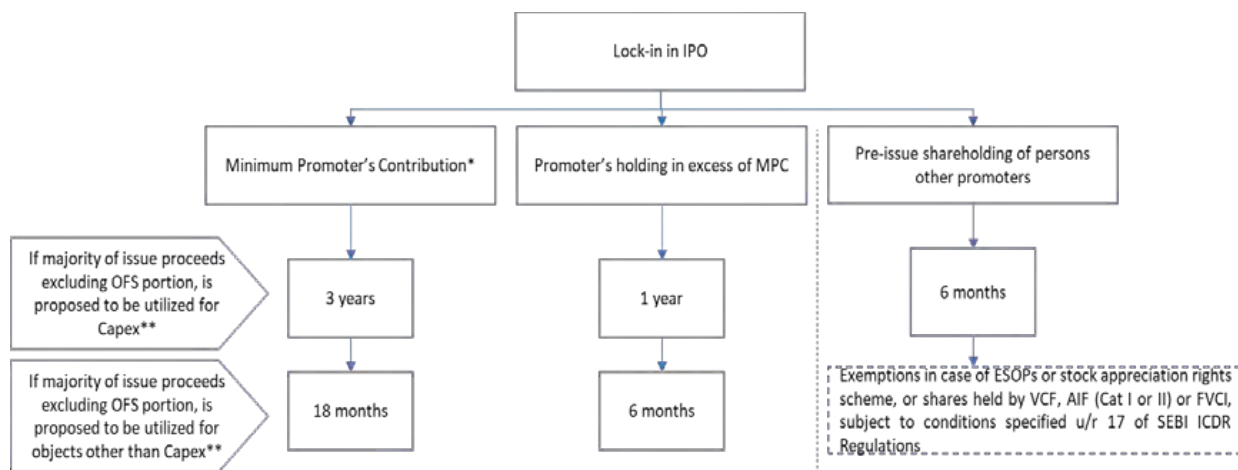 Lock-in in IPO
Minimum Promoter's Contribution*
Promoter's holding in excess of MPC
Pre-issue shareholding of persons
other promoters
If majority of issue proceeds
excluding OFS portion, is
proposed to be utilized for
Capex**
3 years
1 year
6 months
If majority of issue proceeds
excluding OFS portion, is
proposed to be utilized for
objects other than Capex**
18 months
6 months
Exemptions in case of ESOPs or stock appreciation rights
scheme, or shares held by VCF, AIF (Cat I or II) or FVCI,
subject to conditions specified u/r 17 of SEBI ICDR
Regulations